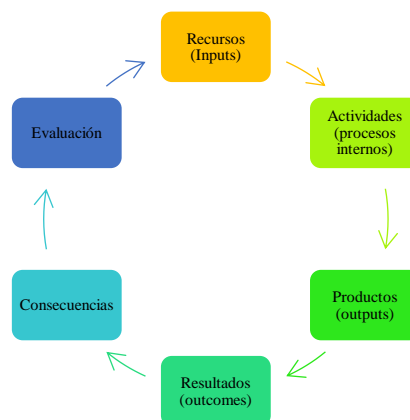 Recursos
(Inputs)
Actividades
(procesos
internos)
Productos
(outputs)
Resultados
(outcomes)
Consecuencias
Evaluación